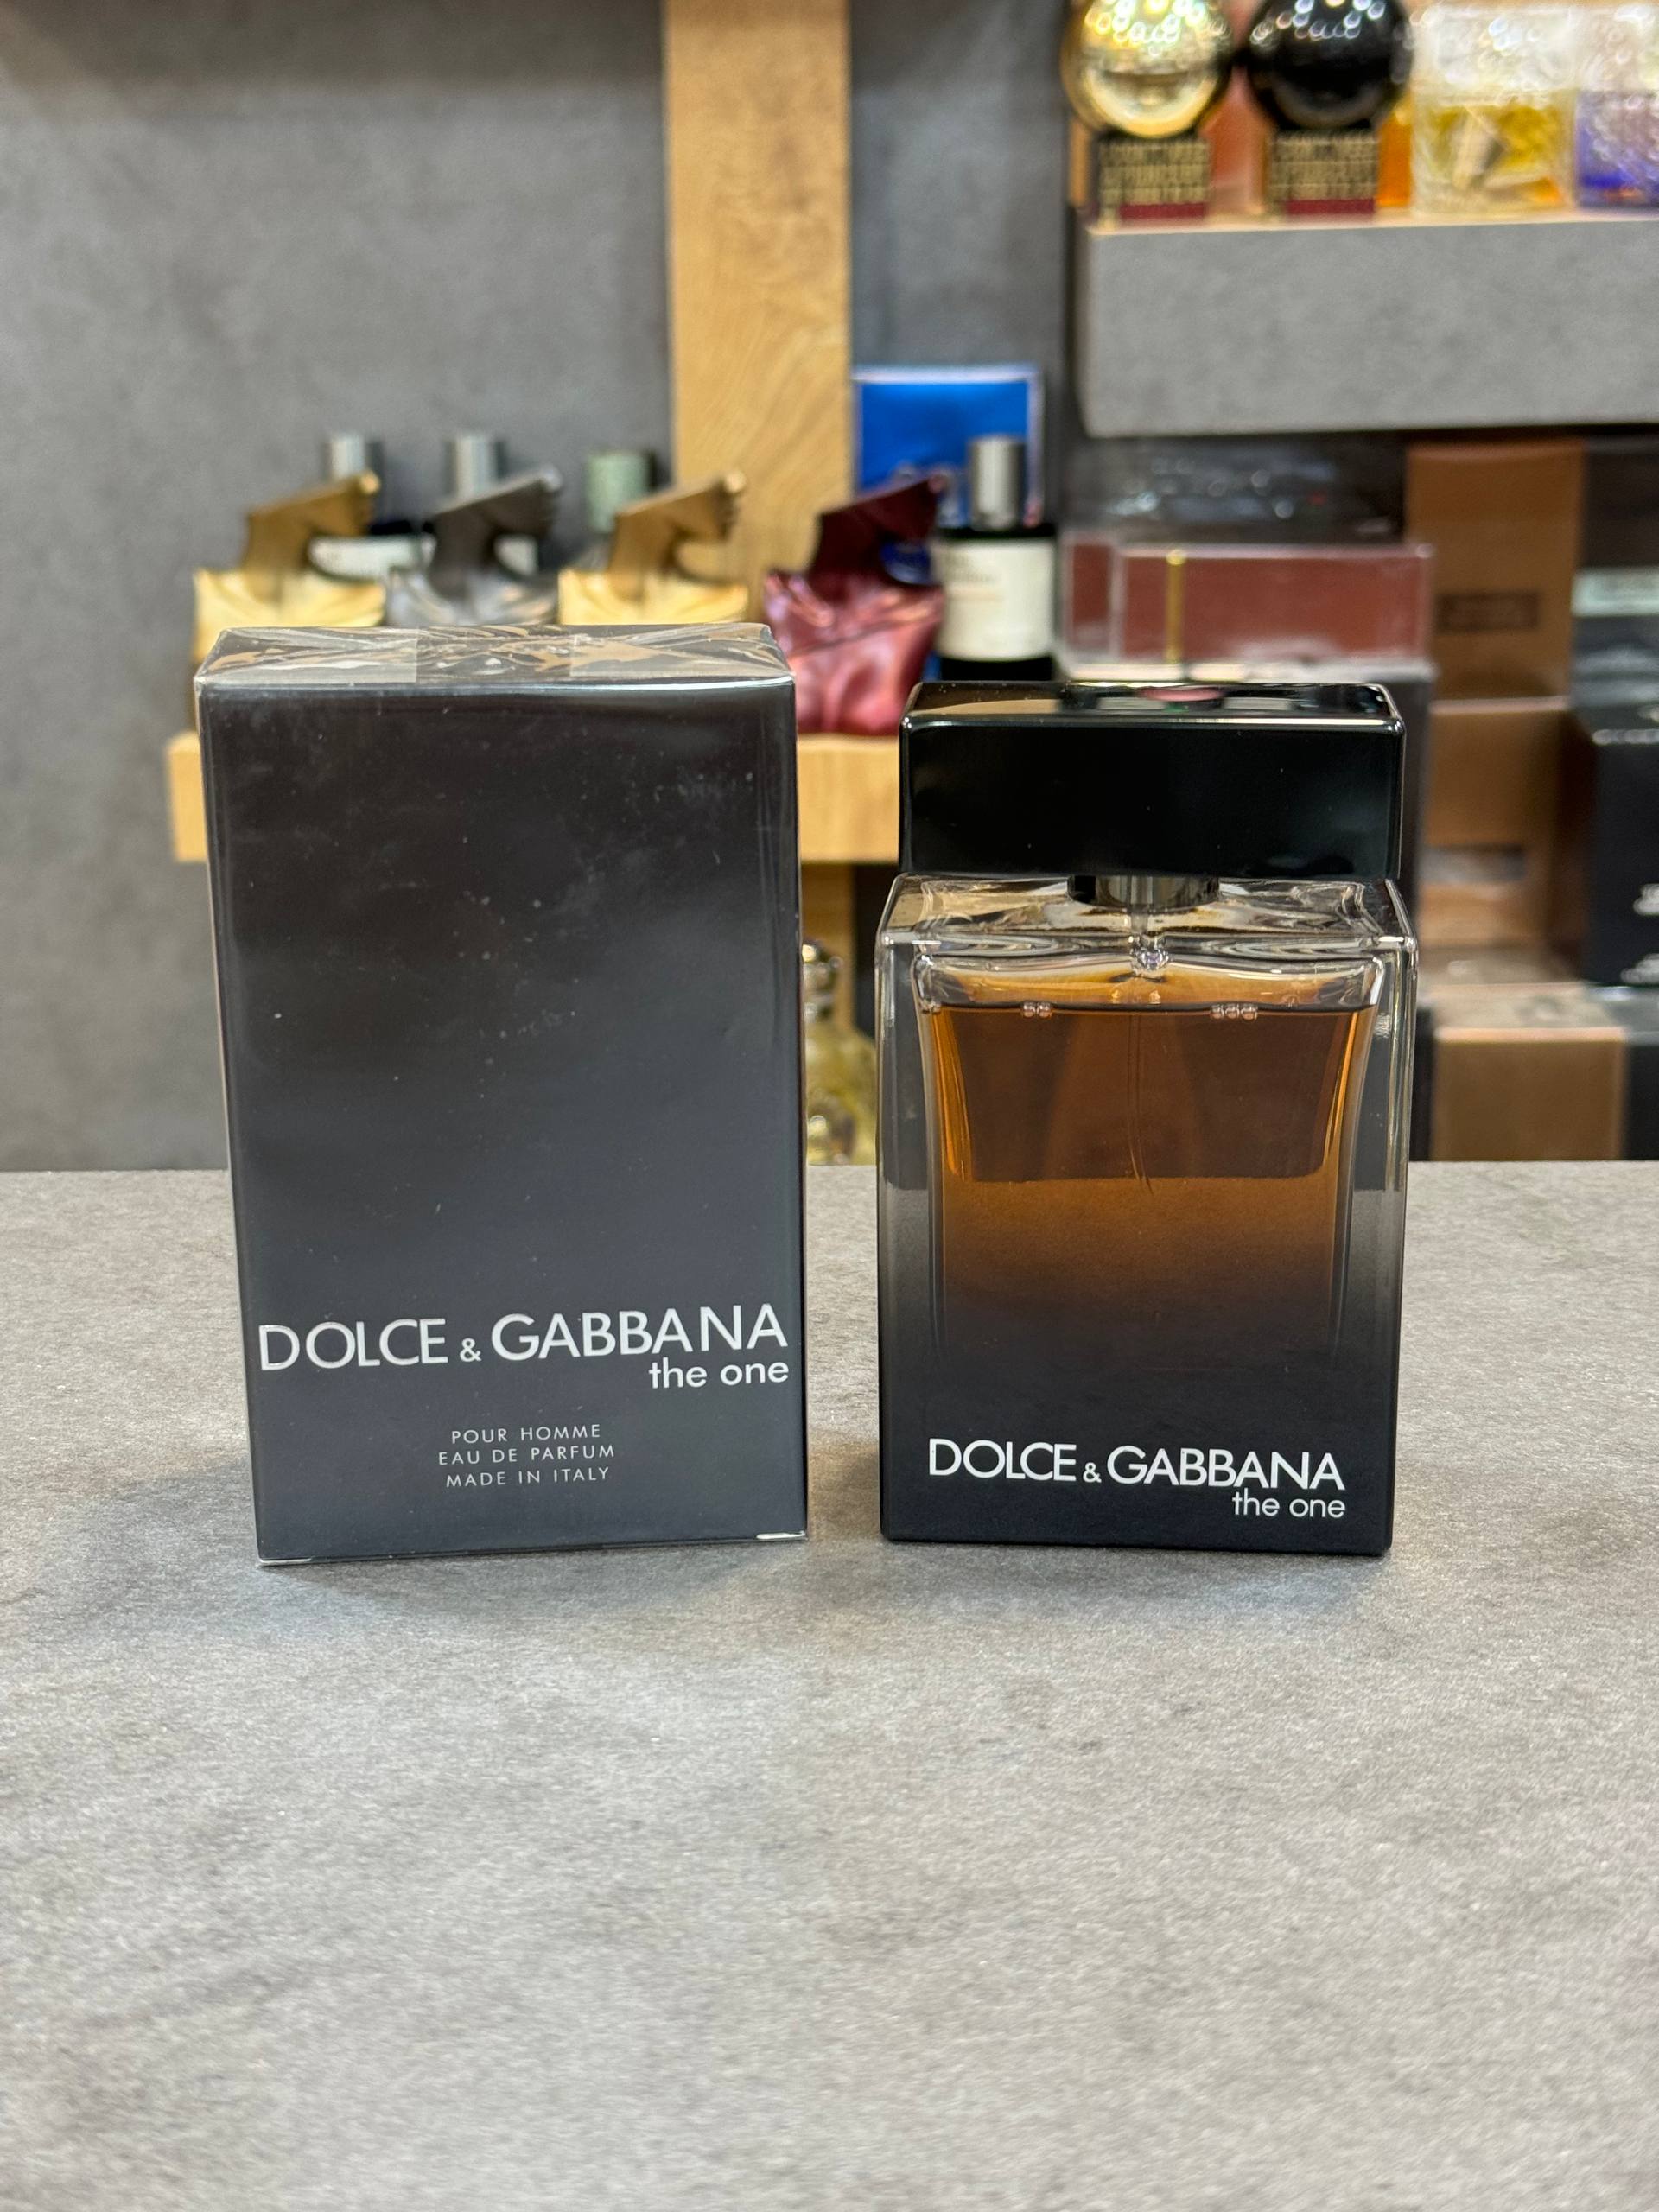 DOLCE & GABBANA
the one
POUR HOMME
EAU DE PARFUM
MADE IN ITALY
DOLCE & GABBANA
the one